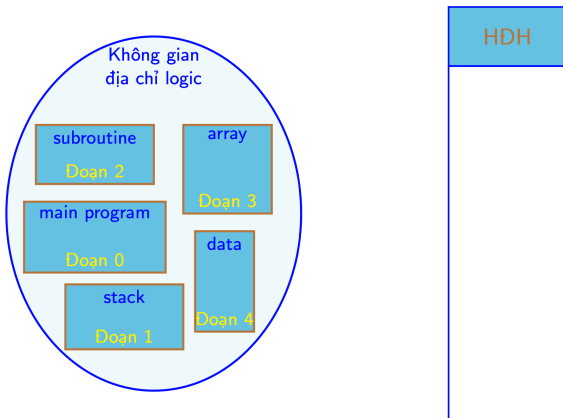 Không gian
địa chỉ logic
HĐH
subroutine
Đoạn 2
array
Đoạn 3
main program
Đoạn 0
data
Đoạn 4
stack
Đoạn 1